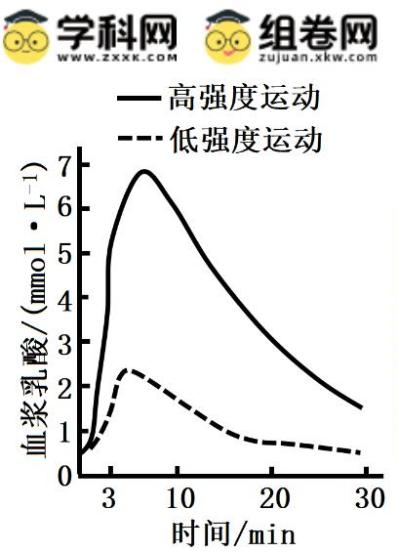 学科网 组卷网
www.zxxk.com zujuan.xkw.com
高强度运动
低强度运动
血浆乳酸/(mmol·L⁻¹)
7
6
5
4
3
2
1
0
3 10 20 30
时间/min